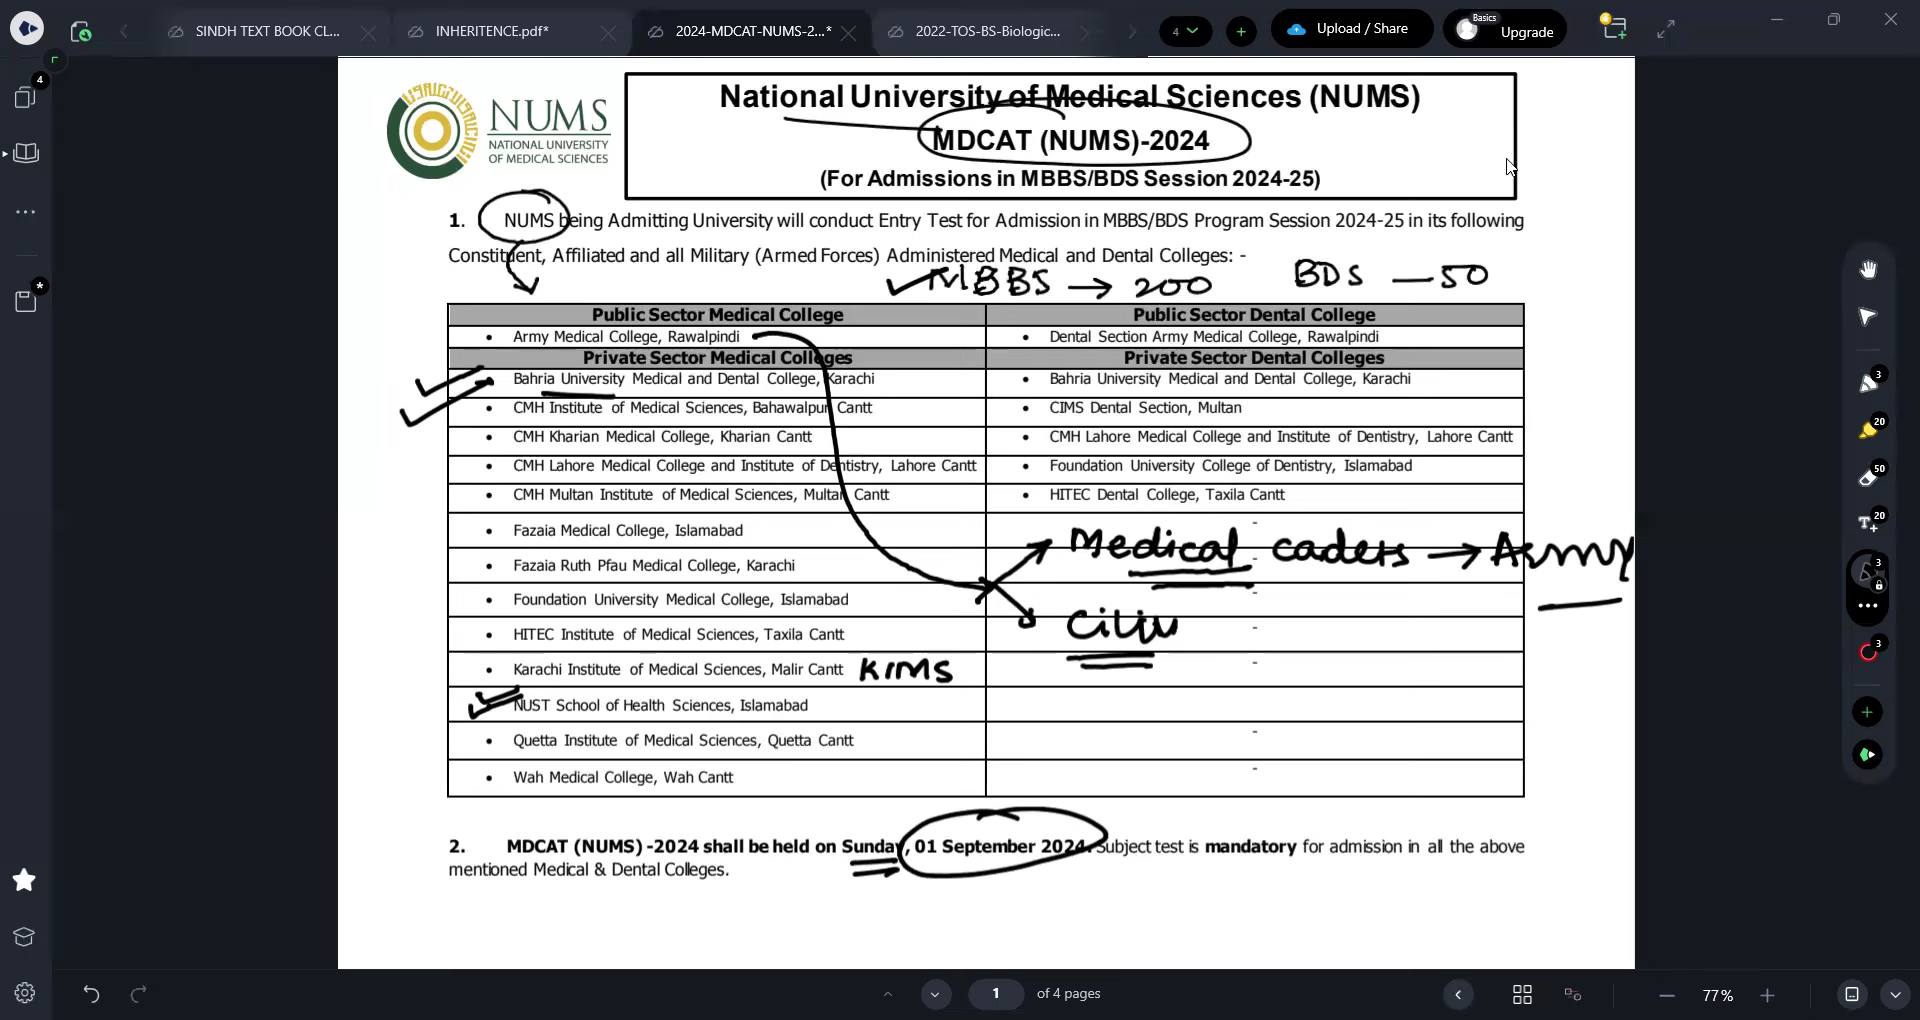 SINDH TEXT BOOK CL...
INHERITENCE.pdf*
2024-MDCAT-NUMS-2...*
2022-TOS-BS-Biologic...
4
Upload / Share
Basics
Upgrade
4
NUMS
NATIONAL UNIVERSITY
OF MEDICAL SCIENCES
National University of Medical Sciences (NUMS)
MDCAT (NUMS)-2024
(For Admissions in MBBS/BDS Session 2024-25)
1. NUMS being Admitting University will conduct Entry Test for Admission in MBBS/BDS Program Session 2024-25 in its following
Constituent, Affiliated and all Military (Armed Forces) Administered Medical and Dental Colleges: -
MBBS → 200 BDS — 50
Public Sector Medical College
Public Sector Dental College
• Army Medical College, Rawalpindi
• Dental Section Army Medical College, Rawalpindi
Private Sector Medical Colleges
Private Sector Dental Colleges
• Bahria University Medical and Dental College, Karachi
• Bahria University Medical and Dental College, Karachi
• CMH Institute of Medical Sciences, Bahawalpur Cantt
• CIMS Dental Section, Multan
• CMH Kharian Medical College, Kharian Cantt
• CMH Lahore Medical College and Institute of Dentistry, Lahore Cantt
• CMH Lahore Medical College and Institute of Dentistry, Lahore Cantt
• Foundation University College of Dentistry, Islamabad
• CMH Multan Institute of Medical Sciences, Multan Cantt
• HITEC Dental College, Taxila Cantt
• Fazaia Medical College, Islamabad
-
Medical cadets → Army
• Fazaia Ruth Pfau Medical College, Karachi
-
• Foundation University Medical College, Islamabad
-
• HITEC Institute of Medical Sciences, Taxila Cantt
-
• Karachi Institute of Medical Sciences, Malir Cantt KIMS
-
NUST School of Health Sciences, Islamabad
• Quetta Institute of Medical Sciences, Quetta Cantt
-
• Wah Medical College, Wah Cantt
-
2. MDCAT (NUMS) -2024 shall be held on Sunday, 01 September 2024. Subject test is mandatory for admission in all the above
mentioned Medical & Dental Colleges.
3
20
50
20
3
3
1 of 4 pages
77%